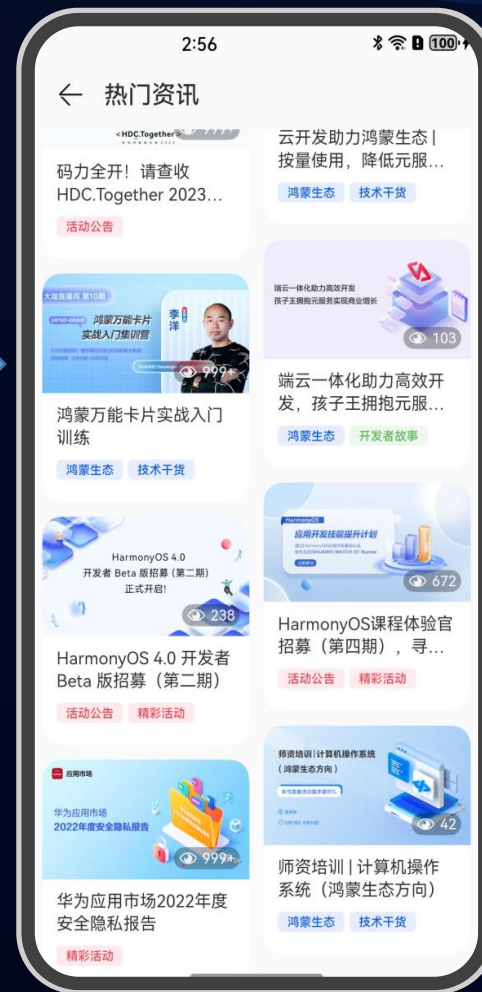 2:56
100
热门资讯
<HDC.Together>
码力全开！请查收
HDC.Together 2023...
活动公告
云开发助力鸿蒙生态 |
按量使用，降低元服...
鸿蒙生态 技术干货
大咖直播间 第10期
鸿蒙万能卡片
实战入门集训营
李洋
999+
鸿蒙万能卡片实战入门
训练
鸿蒙生态 技术干货
端云一体化助力高效开发
孩子王拥抱元服务实现商业增长
103
端云一体化助力高效开
发，孩子王拥抱元服...
鸿蒙生态 开发者故事
HarmonyOS 4.0
开发者 Beta 版招募（第二期）
正式开启！
238
HarmonyOS 4.0 开发者
Beta 版招募（第二期）
活动公告 精彩活动
HarmonyOS
应用开发技能提升计划
672
HarmonyOS课程体验官
招募（第四期），寻...
活动公告 精彩活动
应用市场
华为应用市场
2022年度安全隐私报告
999+
华为应用市场2022年度
安全隐私报告
精彩活动
师资培训|计算机操作系统
（鸿蒙生态方向）
42
师资培训 | 计算机操作
系统（鸿蒙生态方向）
鸿蒙生态 技术干货